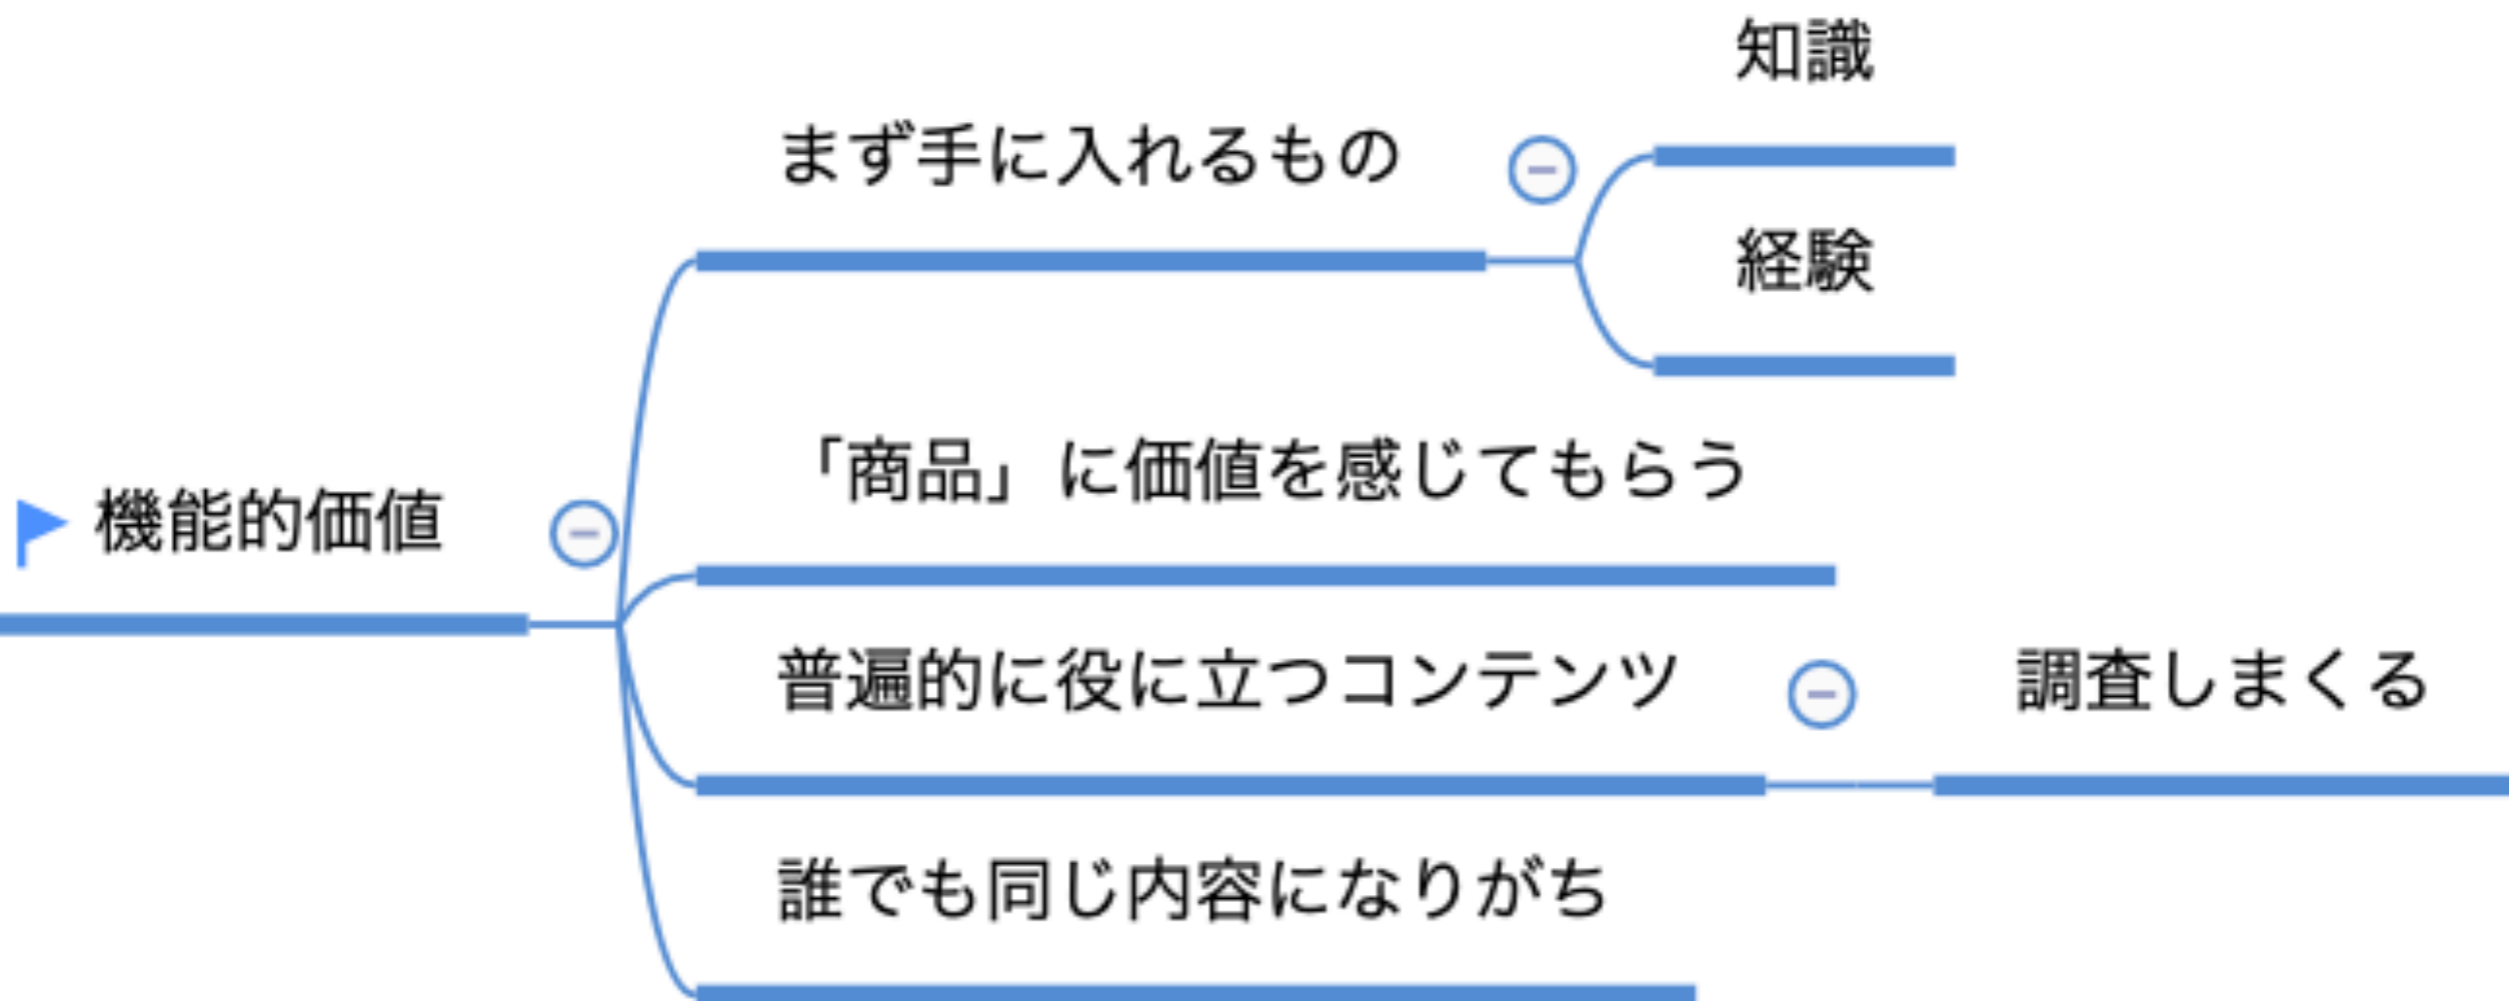 機能的価値
まず手に入れるもの
知識
経験
「商品」に価値を感じてもらう
普遍的に役に立つコンテンツ
調査しまくる
誰でも同じ内容になりがち